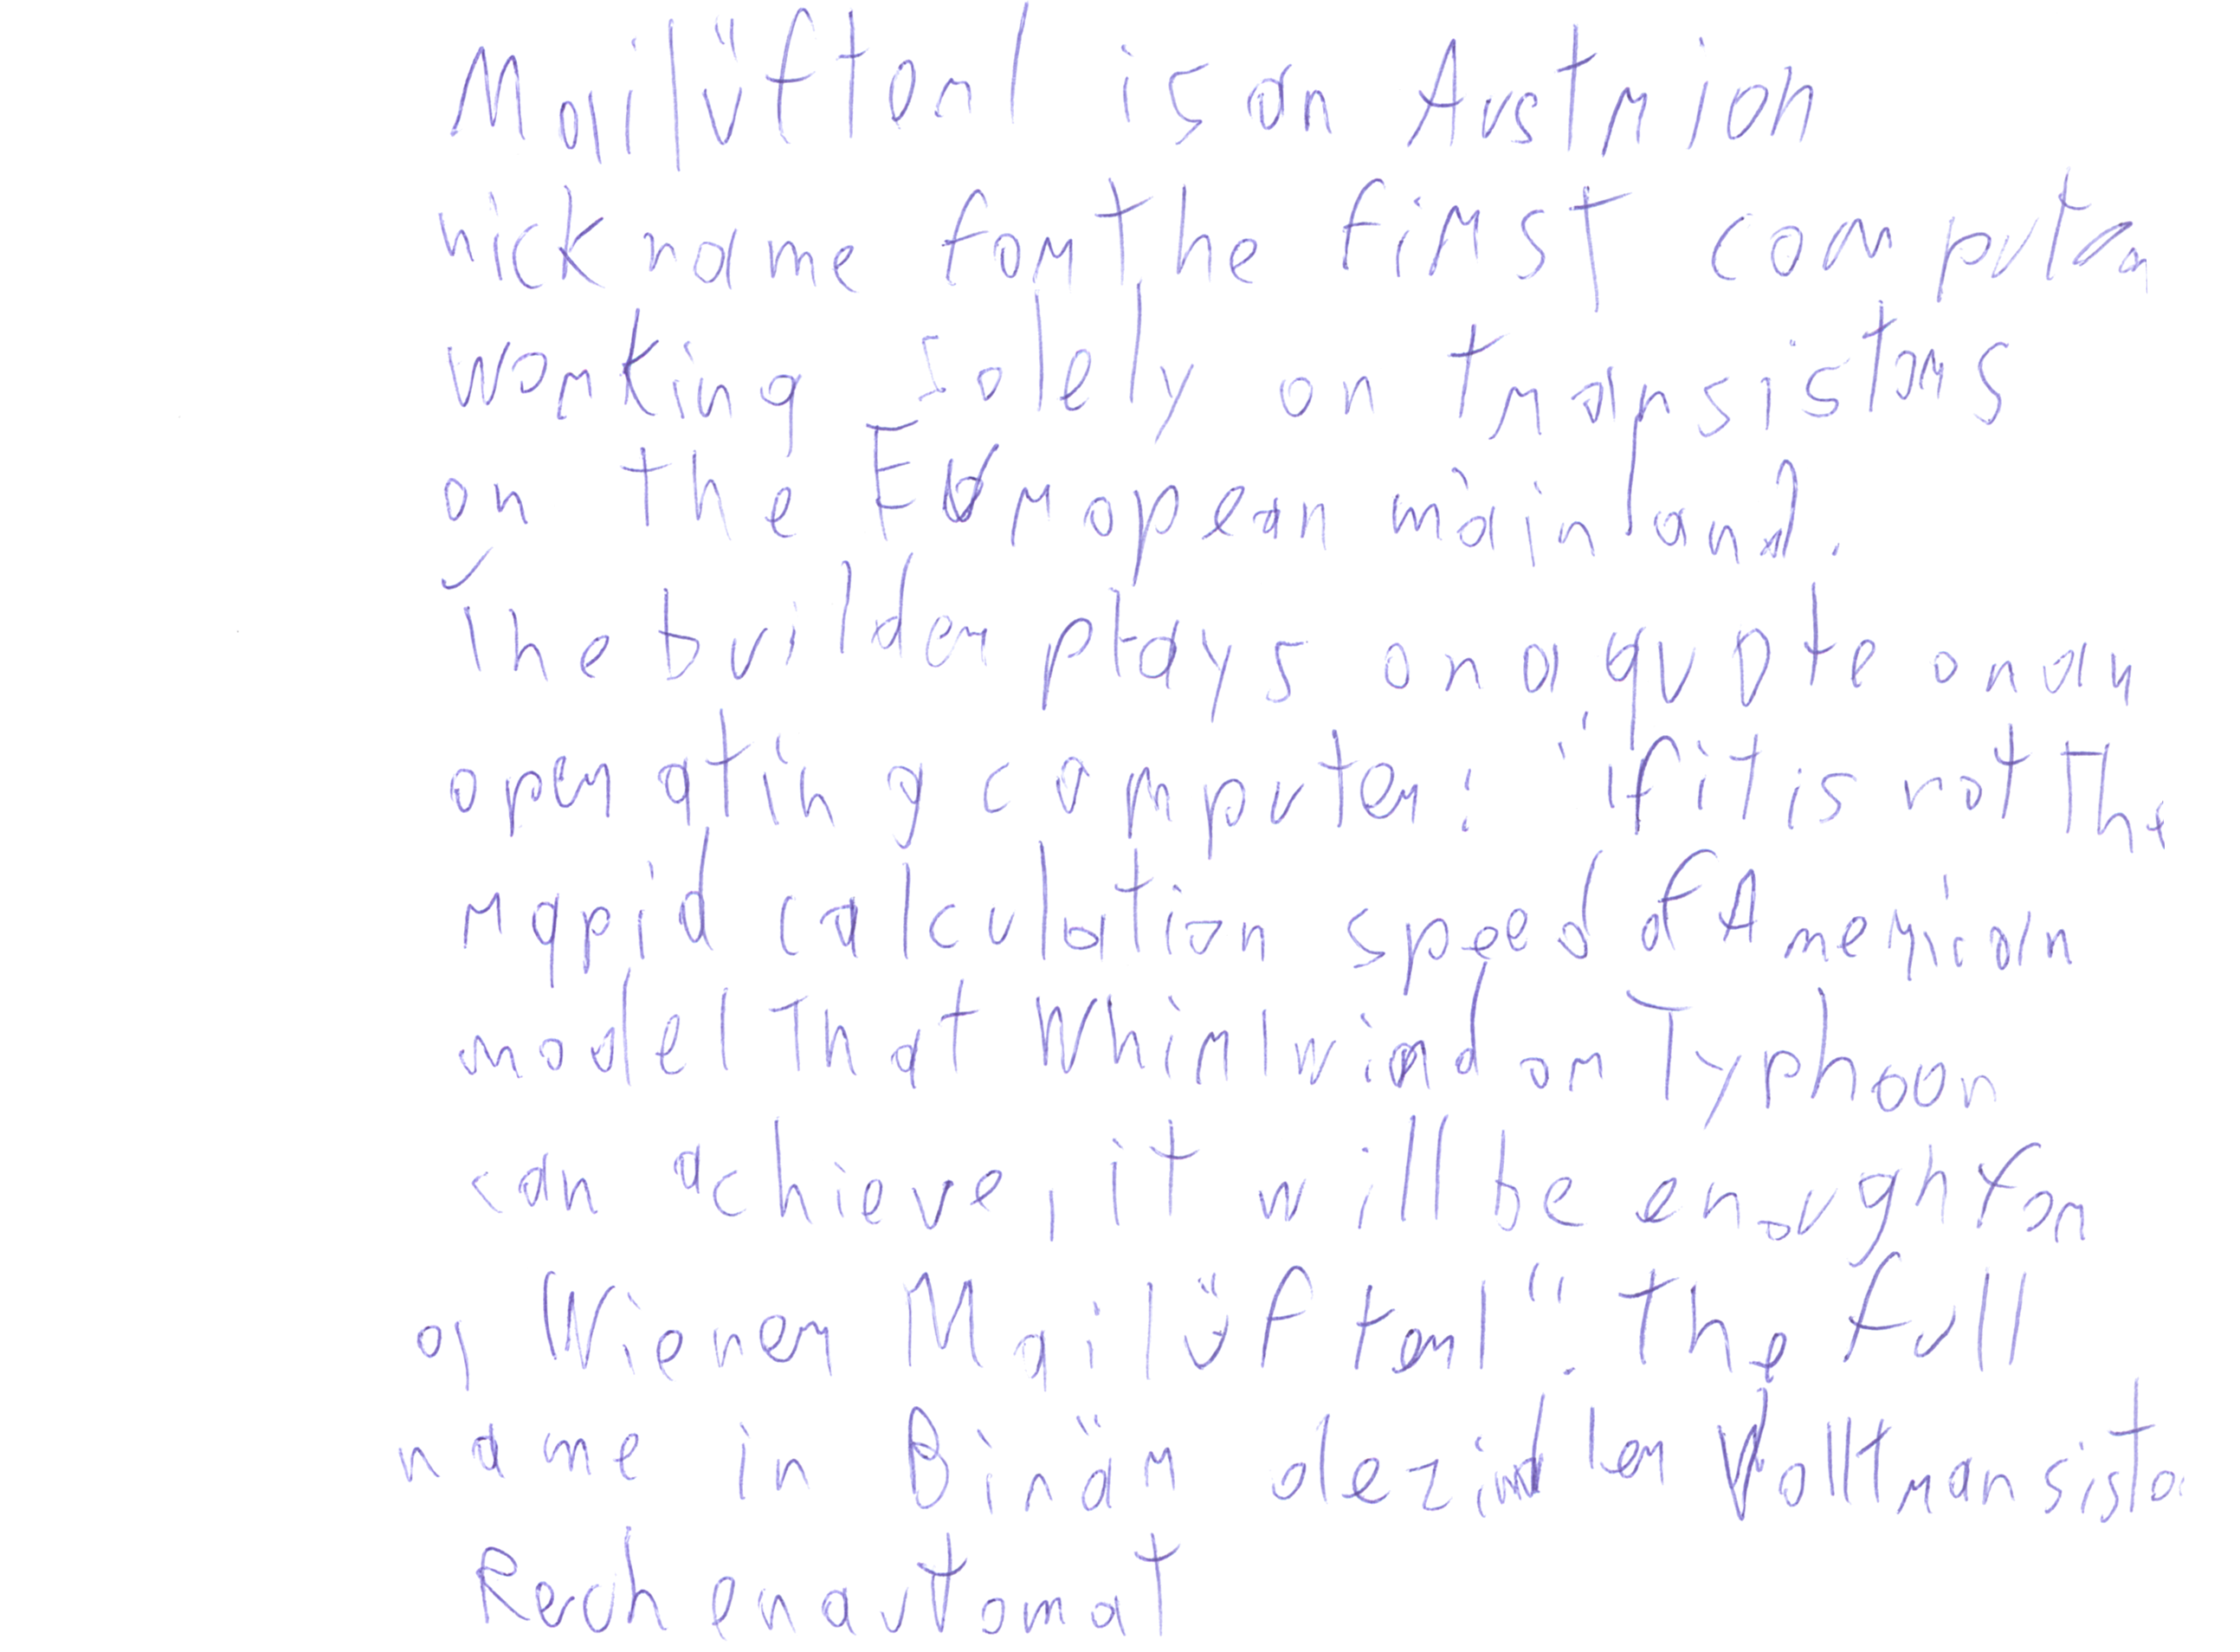 Mailüfterl is an Austrian
nickname for the first computer
working solely on transistors
on the European mainland.
The builder plays on a quote on an
operating computer: "if it is not the
rapid calculation speed of American
model that Whirlwind or Typhoon
can achieve, it will be enough for
a Wiener Mailüfterl". The full
name in Binär dezimaler Volltransisto
Rechenautomat